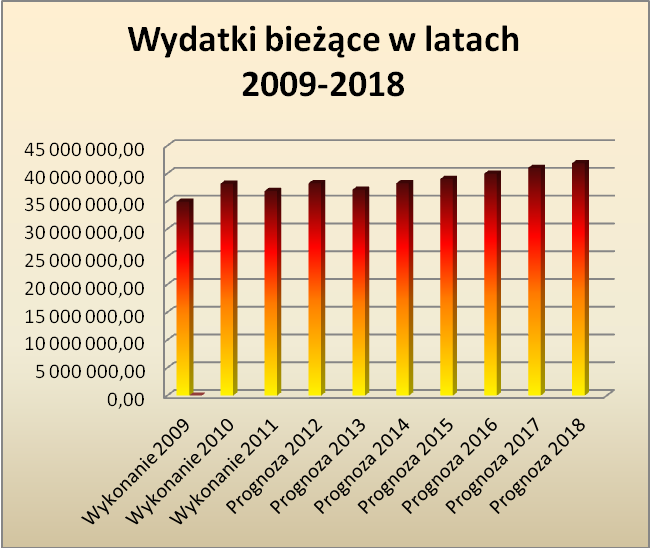 Wydatki bieżące w latach
2009-2018
45 000 000,00
40 000 000,00
35 000 000,00
30 000 000,00
25 000 000,00
20 000 000,00
15 000 000,00
10 000 000,00
5 000 000,00
0,00
Wykonanie 2009
Wykonanie 2010
Wykonanie 2011
Prognoza 2012
Prognoza 2013
Prognoza 2014
Prognoza 2015
Prognoza 2016
Prognoza 2017
Prognoza 2018